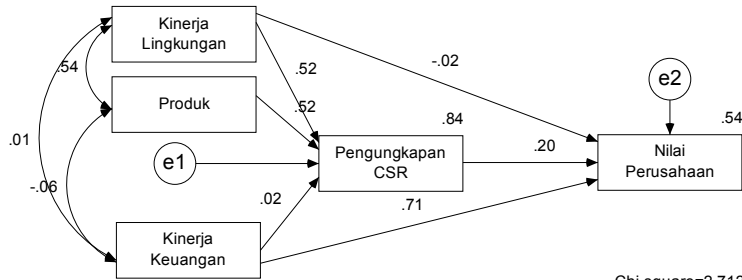 Kinerja
Lingkungan
-.02
e2
.54
.52
Produk
.52
.84
.54
.01
e1
Pengungkapan
CSR
.20
Nilai
Perusahaan
-.06
.02
.71
Kinerja
Keuangan